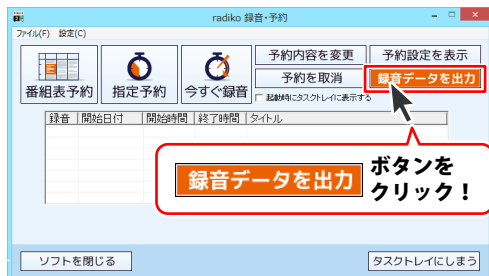 radiko 録音・予約
ファイル(F) 設定(C)
番組表予約
指定予約
今すぐ録音
予約内容を変更
予約設定を表示
予約を取消
録音データを出力
起動時にタスクトレイに表示する
録音 開始日付 開始時間 終了時間 タイトル
録音データを出力
ボタンを
クリック！
ソフトを閉じる
タスクトレイにしまう